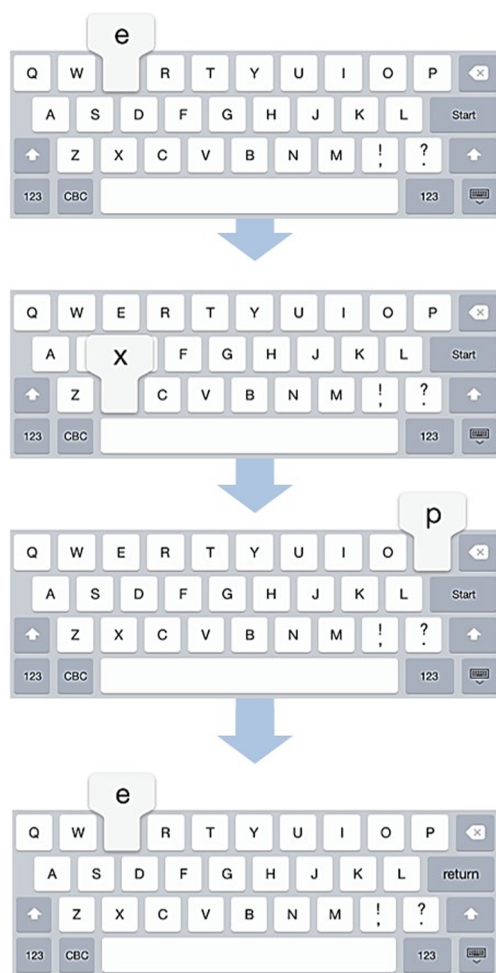 e
Q W R T Y U I O P
A S D F G H J K L Start
Z X C V B N M ! , ? .
123 CBC 123
Q W E R T Y U I O P
A x F G H J K L Start
Z C V B N M ! , ? .
123 CBC 123
p
Q W E R T Y U I O
A S D F G H J K L Start
Z X C V B N M ! , ? .
123 CBC 123
e
Q W R T Y U I O P
A S D F G H J K L return
Z X C V B N M ! , ? .
123 CBC 123